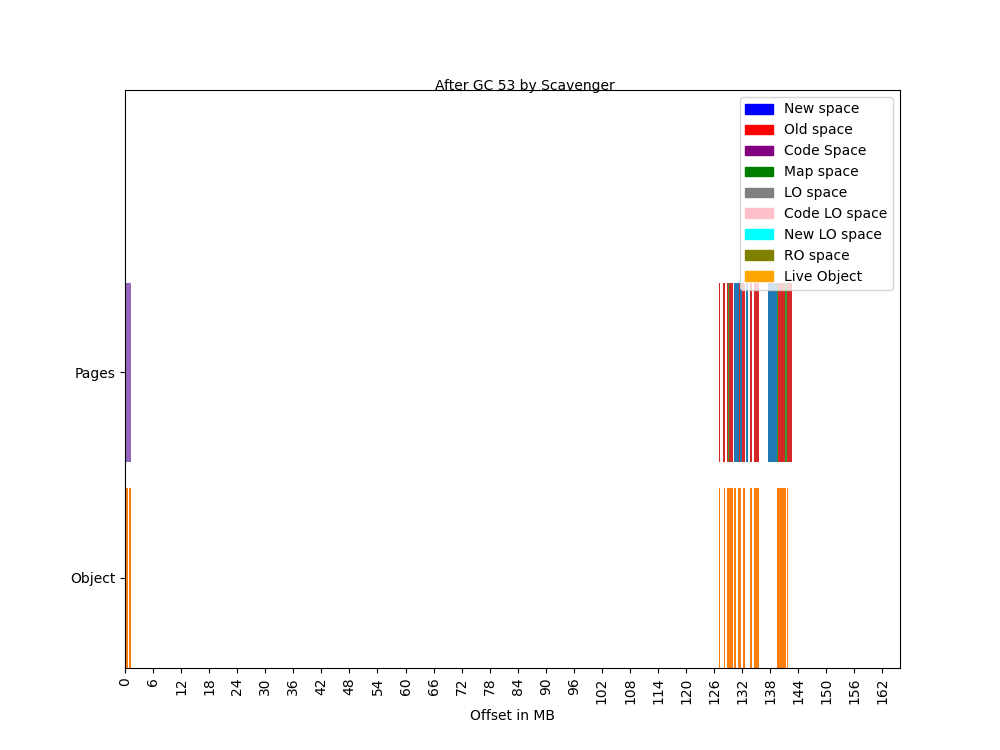 After GC 53 by Scavenger
New space
Old space
Code Space
Map space
LO space
Code LO space
New LO space
RO space
Live Object
Pages
Object
0 6 12 18 24 30 36 42 48 54 60 66 72 78 84 90 96 102 108 114 120 126 132 138 144 150 156 162
Offset in MB